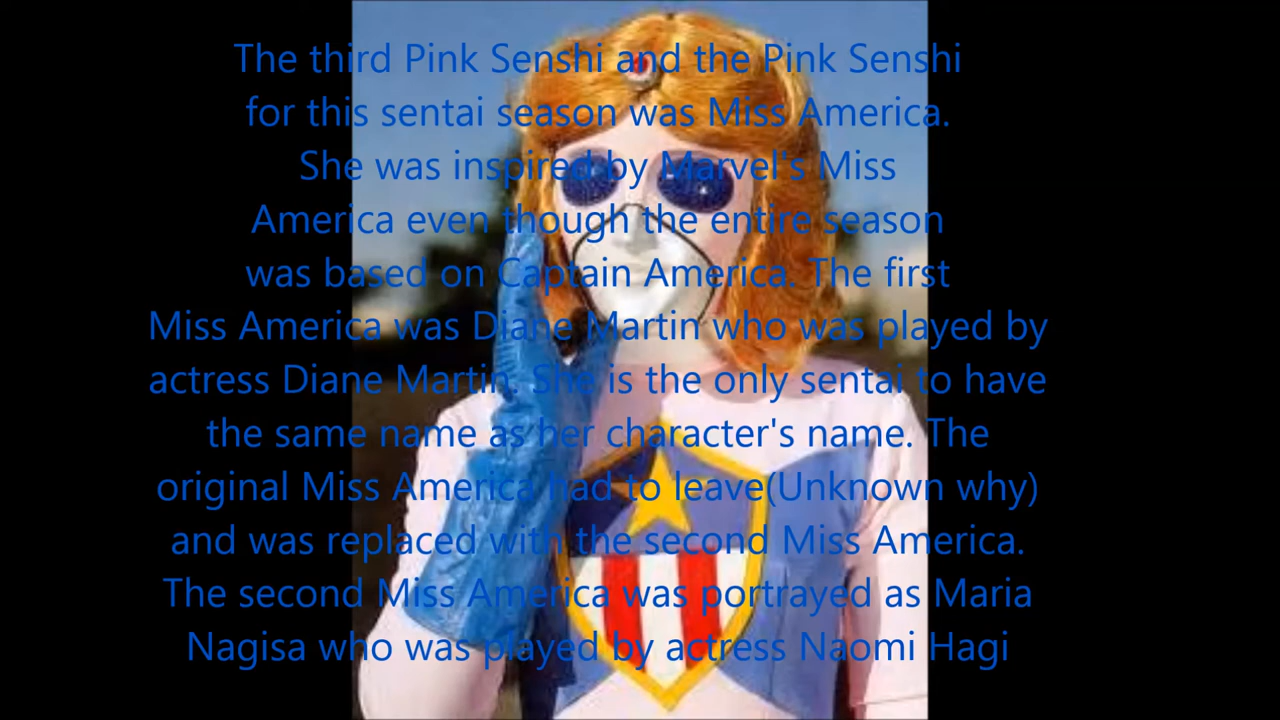 The third Pink Senshi and the Pink Senshi
for this sentai season was Miss America.
She was inspired by Marvel's Miss
America even though the entire season
was based on Captain America. The first
Miss America was Diane Martin who was played by
actress Diane Martin. She is the only sentai to have
the same name as her character's name. The
original Miss America had to leave(Unknown why)
and was replaced with the second Miss America.
The second Miss America was portrayed as Maria
Nagisa who was played by actress Naomi Hagi